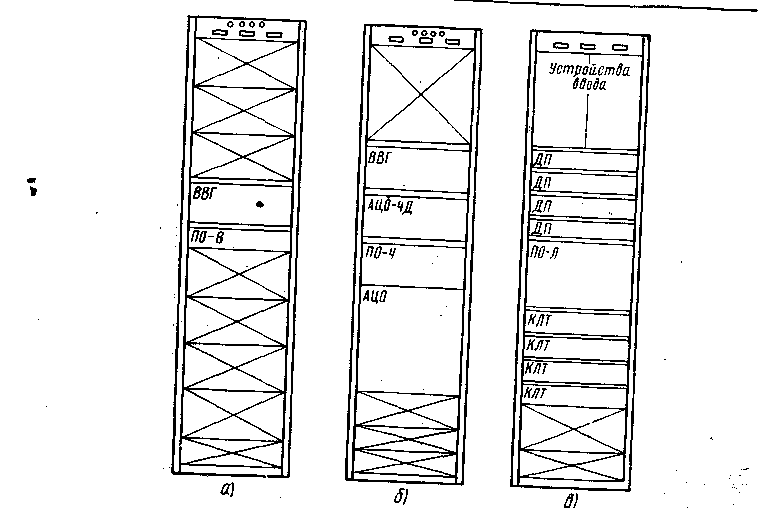 ВВГ
ПО-В
а)
ВВГ
АЦО-ЧД
ПО-Ч
АЦО
б)
Устройства
ввода
ДП
ДП
ДП
ДП
ПО-Л
КЛТ
КЛТ
КЛТ
КЛТ
в)